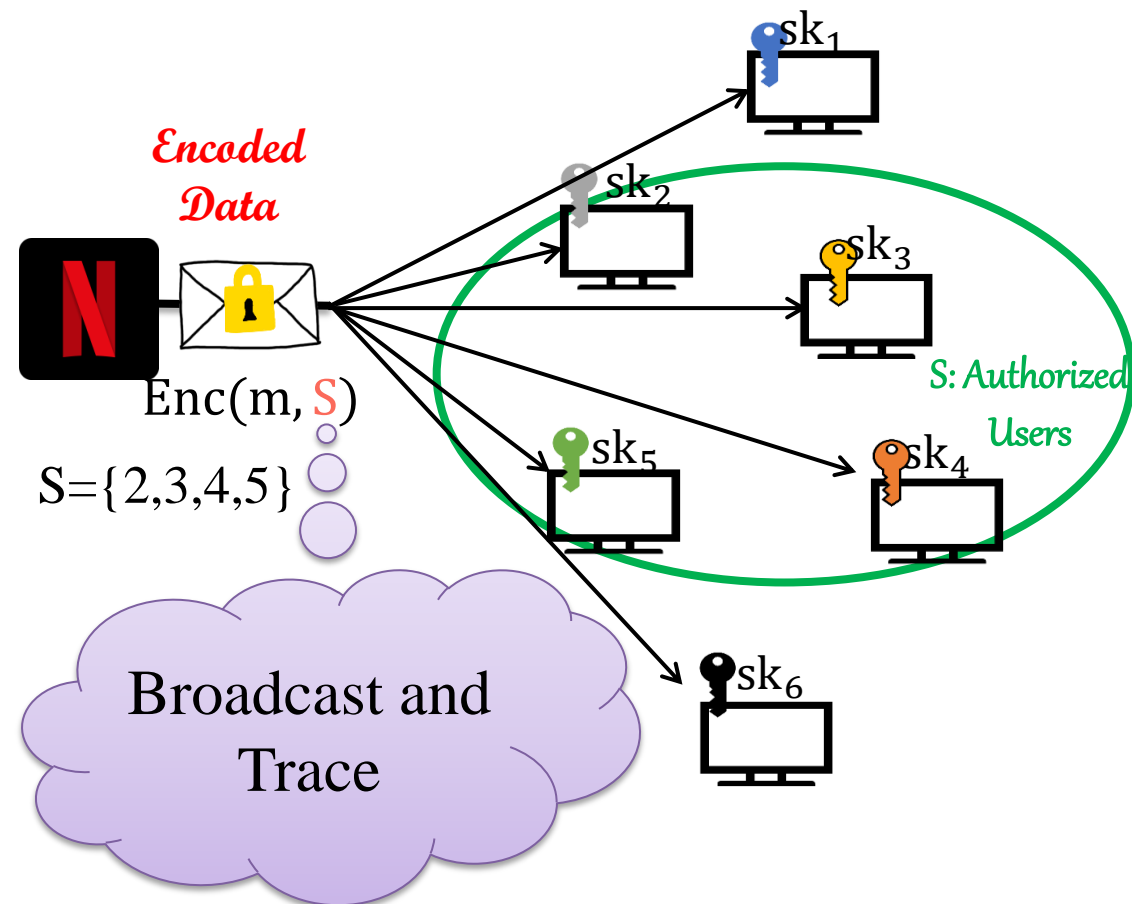 sk₁
Encoded
Data
sk₂
sk₃
N
S: Authorized
Users
Enc(m, S)
sk₅
sk₄
S={2,3,4,5}
Broadcast and
Trace
sk₆